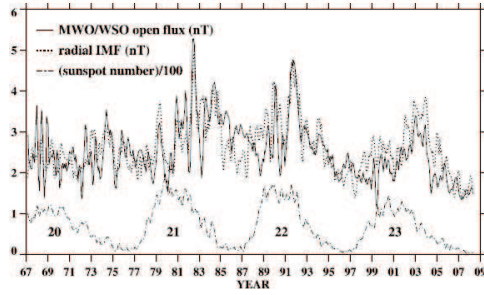 6
5
4
3
2
1
0
— MWO/WSO open flux (nT)
radial IMF (nT)
(sunspot number)/100
20 21 22 23
67 69 71 73 75 77 79 81 83 85 87 89 91 93 95 97 99 01 03 05 07 09
YEAR